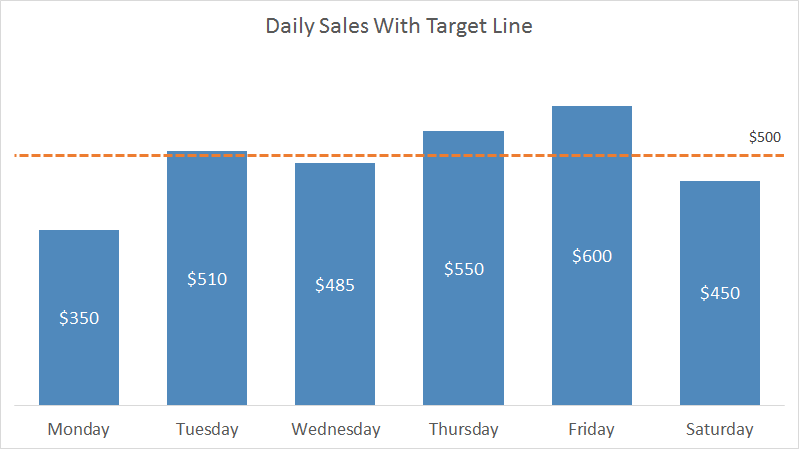 Daily Sales With Target Line
$500
$350
$510
$485
$550
$600
$450
Monday
Tuesday
Wednesday
Thursday
Friday
Saturday